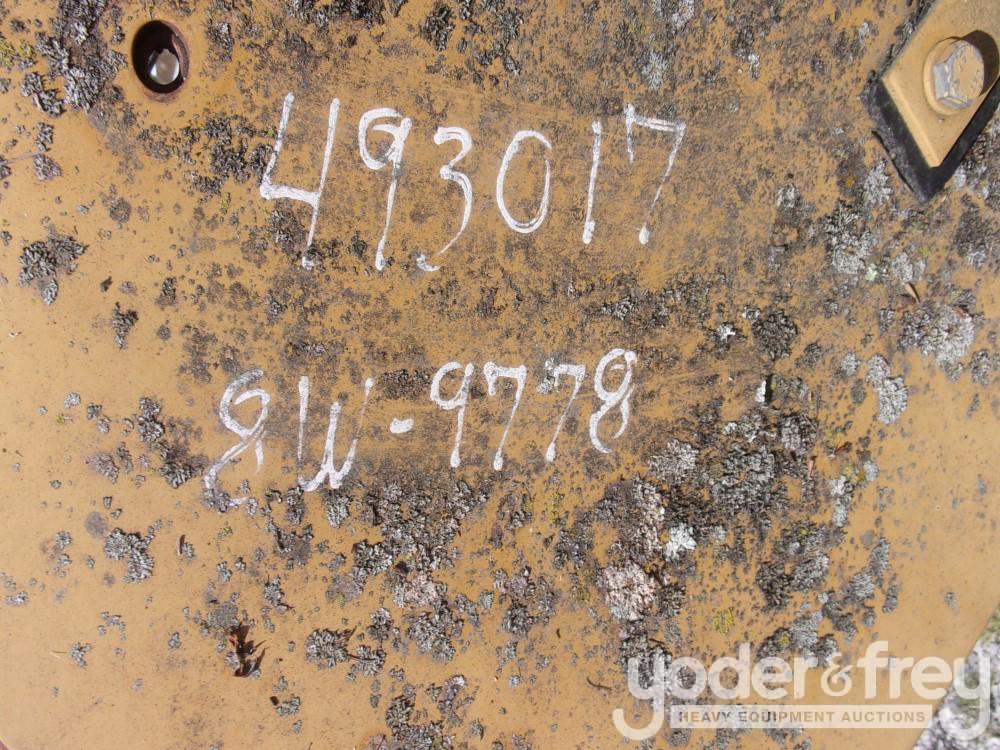 493017
8W-9778
yoder & frey
HEAVY EQUIPMENT AUCTIONS